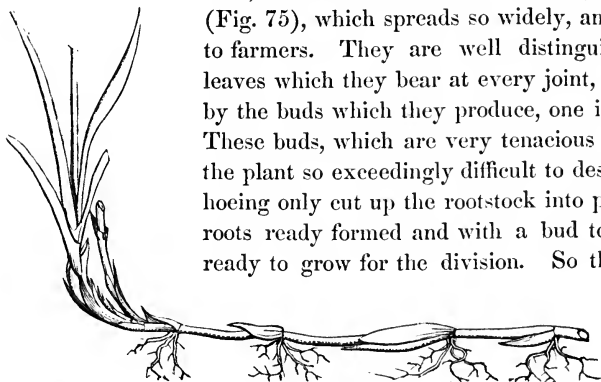 (Fig. 75), which spreads so widely, an
to farmers. They are well distingui
leaves which they bear at every joint,
by the buds which they produce, one i
These buds, which are very tenacious
the plant so exceedingly difficult to des
hoeing only cut up the rootstock into p
roots ready formed and with a bud to
ready to grow for the division. So th